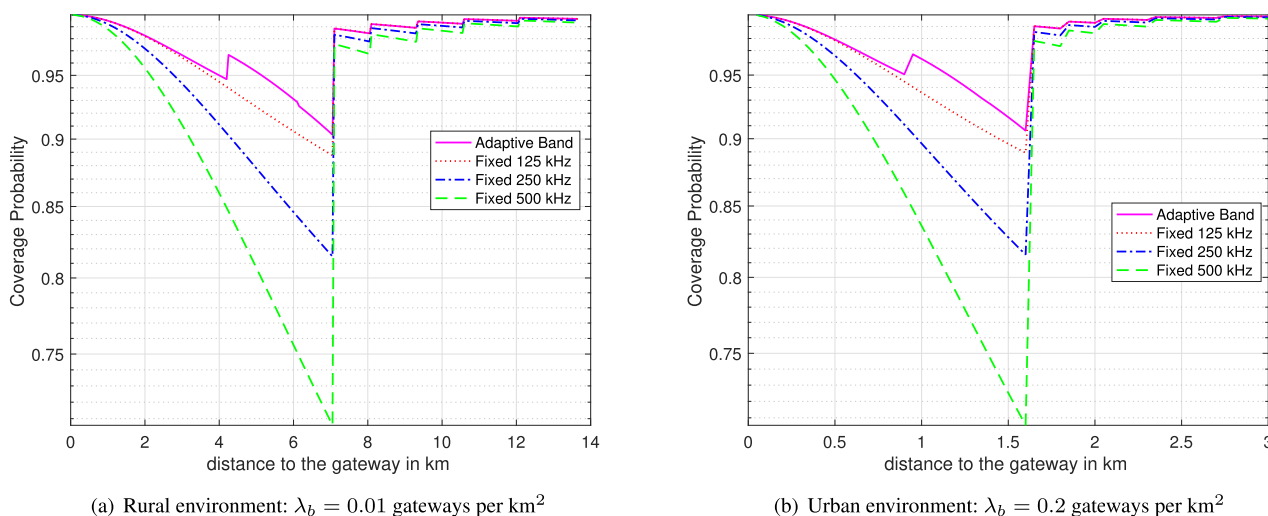 Coverage Probability
0.95
0.9
0.85
0.8
0.75
Adaptive Band
Fixed 125 kHz
Fixed 250 kHz
Fixed 500 kHz
0 2 4 6 8 10 12 14
distance to the gateway in km
(a) Rural environment: λ_b = 0.01 gateways per km²
Coverage Probability
0.95
0.9
0.85
0.8
0.75
Adaptive Band
Fixed 125 kHz
Fixed 250 kHz
Fixed 500 kHz
0 0.5 1 1.5 2 2.5 3
distance to the gateway in km
(b) Urban environment: λ_b = 0.2 gateways per km²